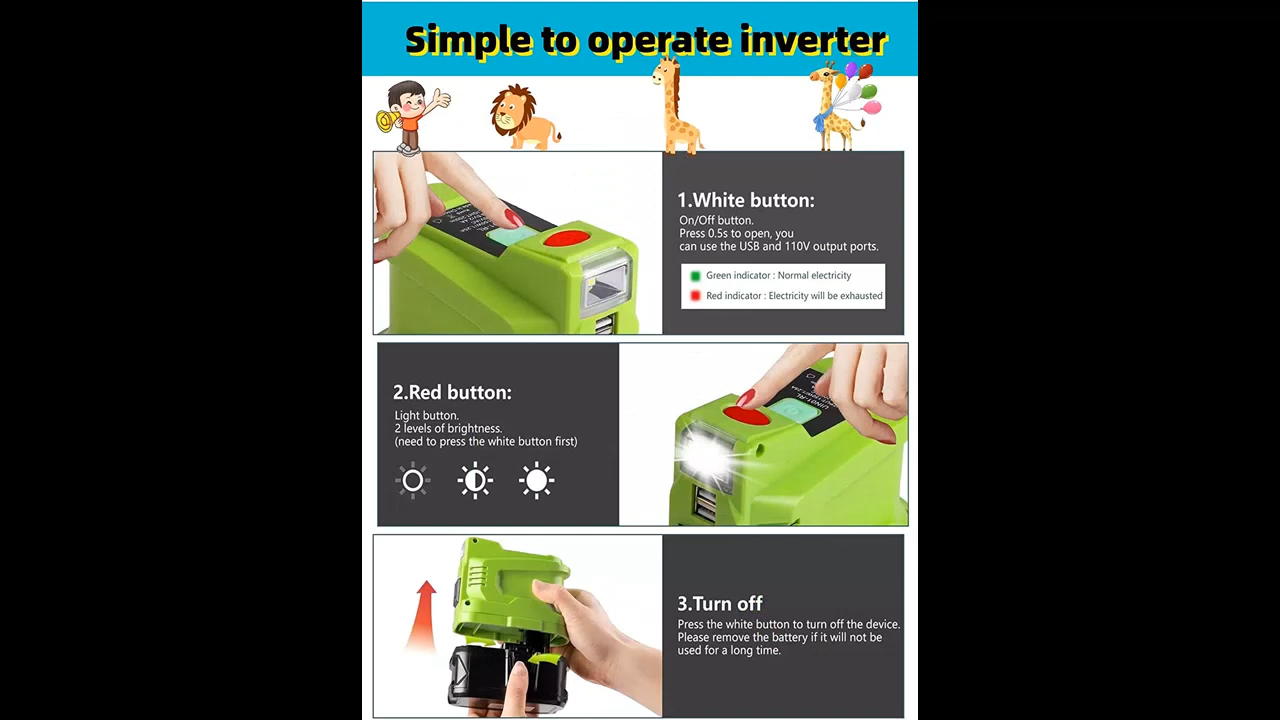 Simple to operate inverter
1.White button:
On/Off button.
Press 0.5s to open, you
can use the USB and 110V output ports.
Green indicator : Normal electricity
Red indicator : Electricity will be exhausted
2.Red button:
Light button.
2 levels of brightness.
(need to press the white button first)
3.Turn off
Press the white button to turn off the device.
Please remove the battery if it will not be
used for a long time.